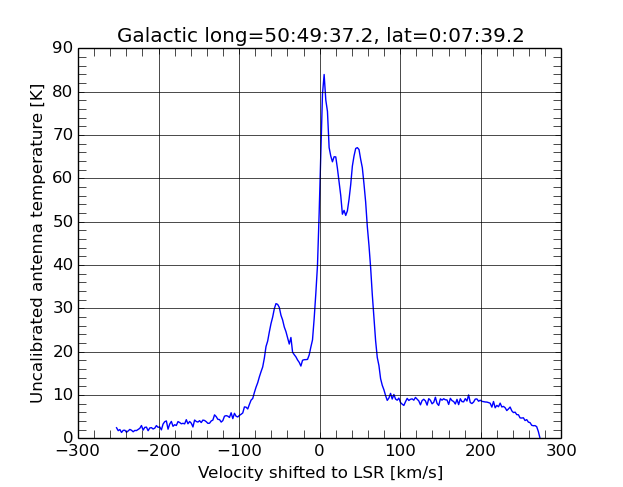 Galactic long=50:49:37.2, lat=0:07:39.2
Uncalibrated antenna temperature [K]
90
80
70
60
50
40
30
20
10
0
−300 −200 −100 0 100 200 300
Velocity shifted to LSR [km/s]